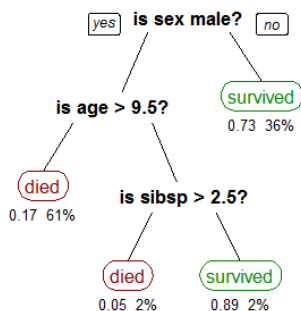 yes is sex male? no
is age > 9.5?
survived
0.73 36%
died
0.17 61%
is sibsp > 2.5?
died
survived
0.05 2%
0.89 2%